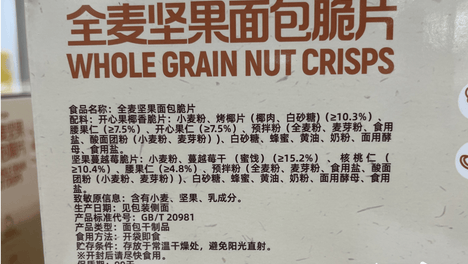 全麦坚果面包脆片
WHOLE GRAIN NUT CRISPS
食品名称：全麦坚果面包脆片
配料：开心果椰香脆片：小麦粉、烤椰片（椰肉、白砂糖）（≥10.3%）、
腰果仁（≥7.5%）、开心果仁（≥7.5%）、预拌粉（全麦粉、麦芽粉、食用
盐、酸面团（小麦粉、麦芽粉））、白砂糖、蜂蜜、黄油、奶粉、面用酵
母、食用盐。
坚果蔓越莓脆片：小麦粉、蔓越莓干（蜜饯）（≥15.2%）、核桃仁（
≥10.4%）、腰果仁（≥4.8%）、预拌粉（全麦粉、麦芽粉、食用盐、酸面
团粉（小麦粉、麦芽粉））、白砂糖、蜂蜜、黄油、奶粉、面用酵母、食
用盐。
致敏原信息：含有小麦、坚果、乳成分。
生产日期：见包装侧面
产品标准代号：GB/T 20981
产品类型：面包干制品
食用方法：开袋即食
贮存条件：存放于常温干燥处，避免阳光直射。
※开封后请尽快食用。